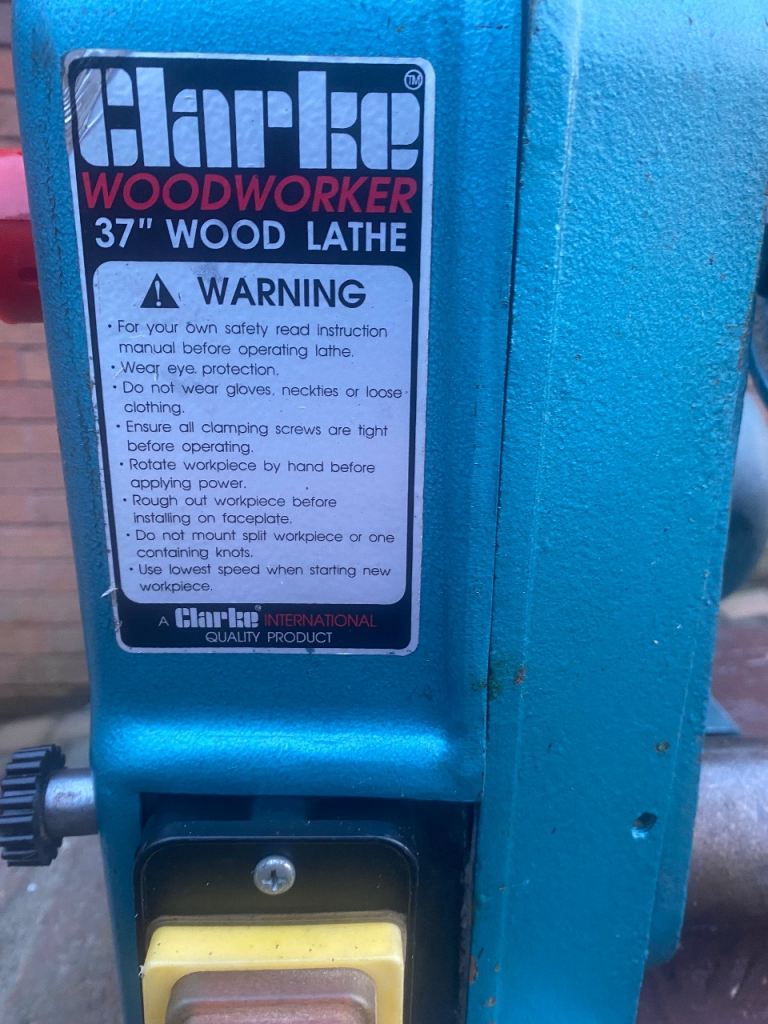 Clarke™
WOODWORKER
37" WOOD LATHE
⚠ WARNING
• For your own safety read instruction
manual before operating lathe.
• Wear eye protection.
• Do not wear gloves, neckties or loose
clothing.
• Ensure all clamping screws are tight
before operating.
• Rotate workpiece by hand before
applying power.
• Rough out workpiece before
installing on faceplate.
• Do not mount split workpiece or one
containing knots.
• Use lowest speed when starting new
workpiece.
A Clarke® INTERNATIONAL
QUALITY PRODUCT